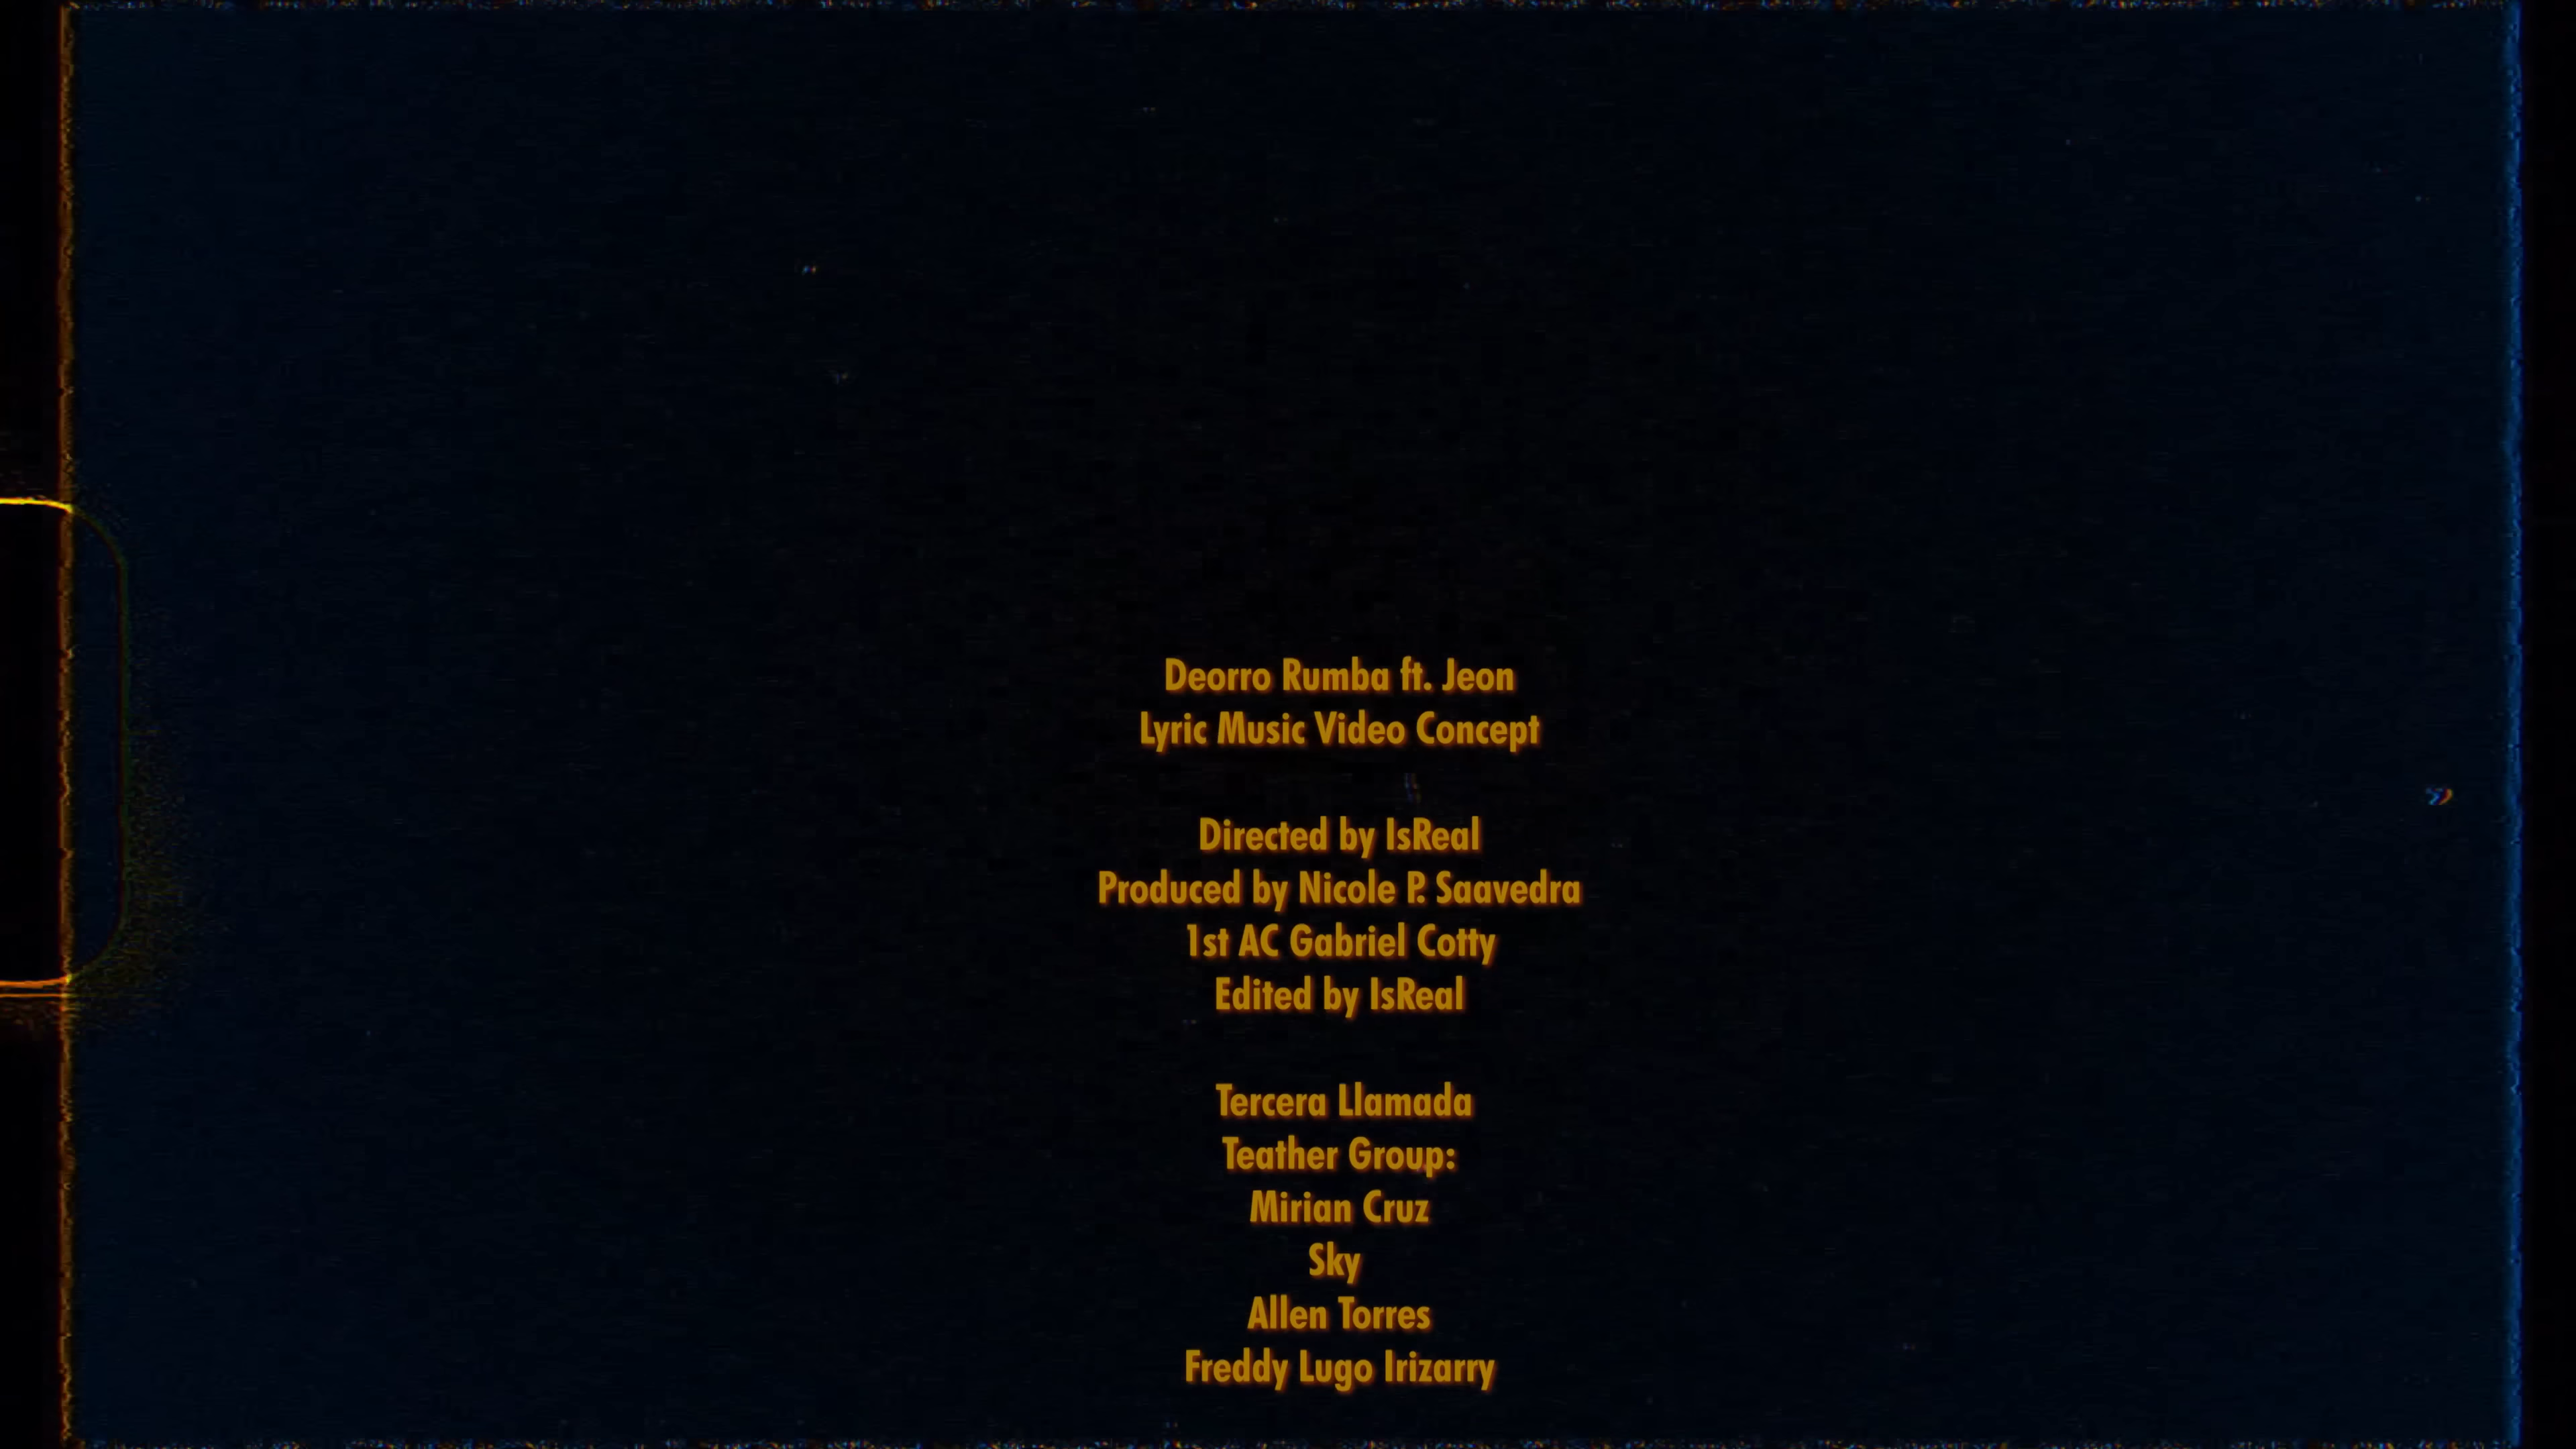 Deorro Rumba ft. Jeon
Lyric Music Video Concept
Directed by IsReal
Produced by Nicole P. Saavedra
1st AC Gabriel Cotty
Edited by IsReal
Tercera Llamada
Teather Group:
Mirian Cruz
Sky
Allen Torres
Freddy Lugo Irizarry